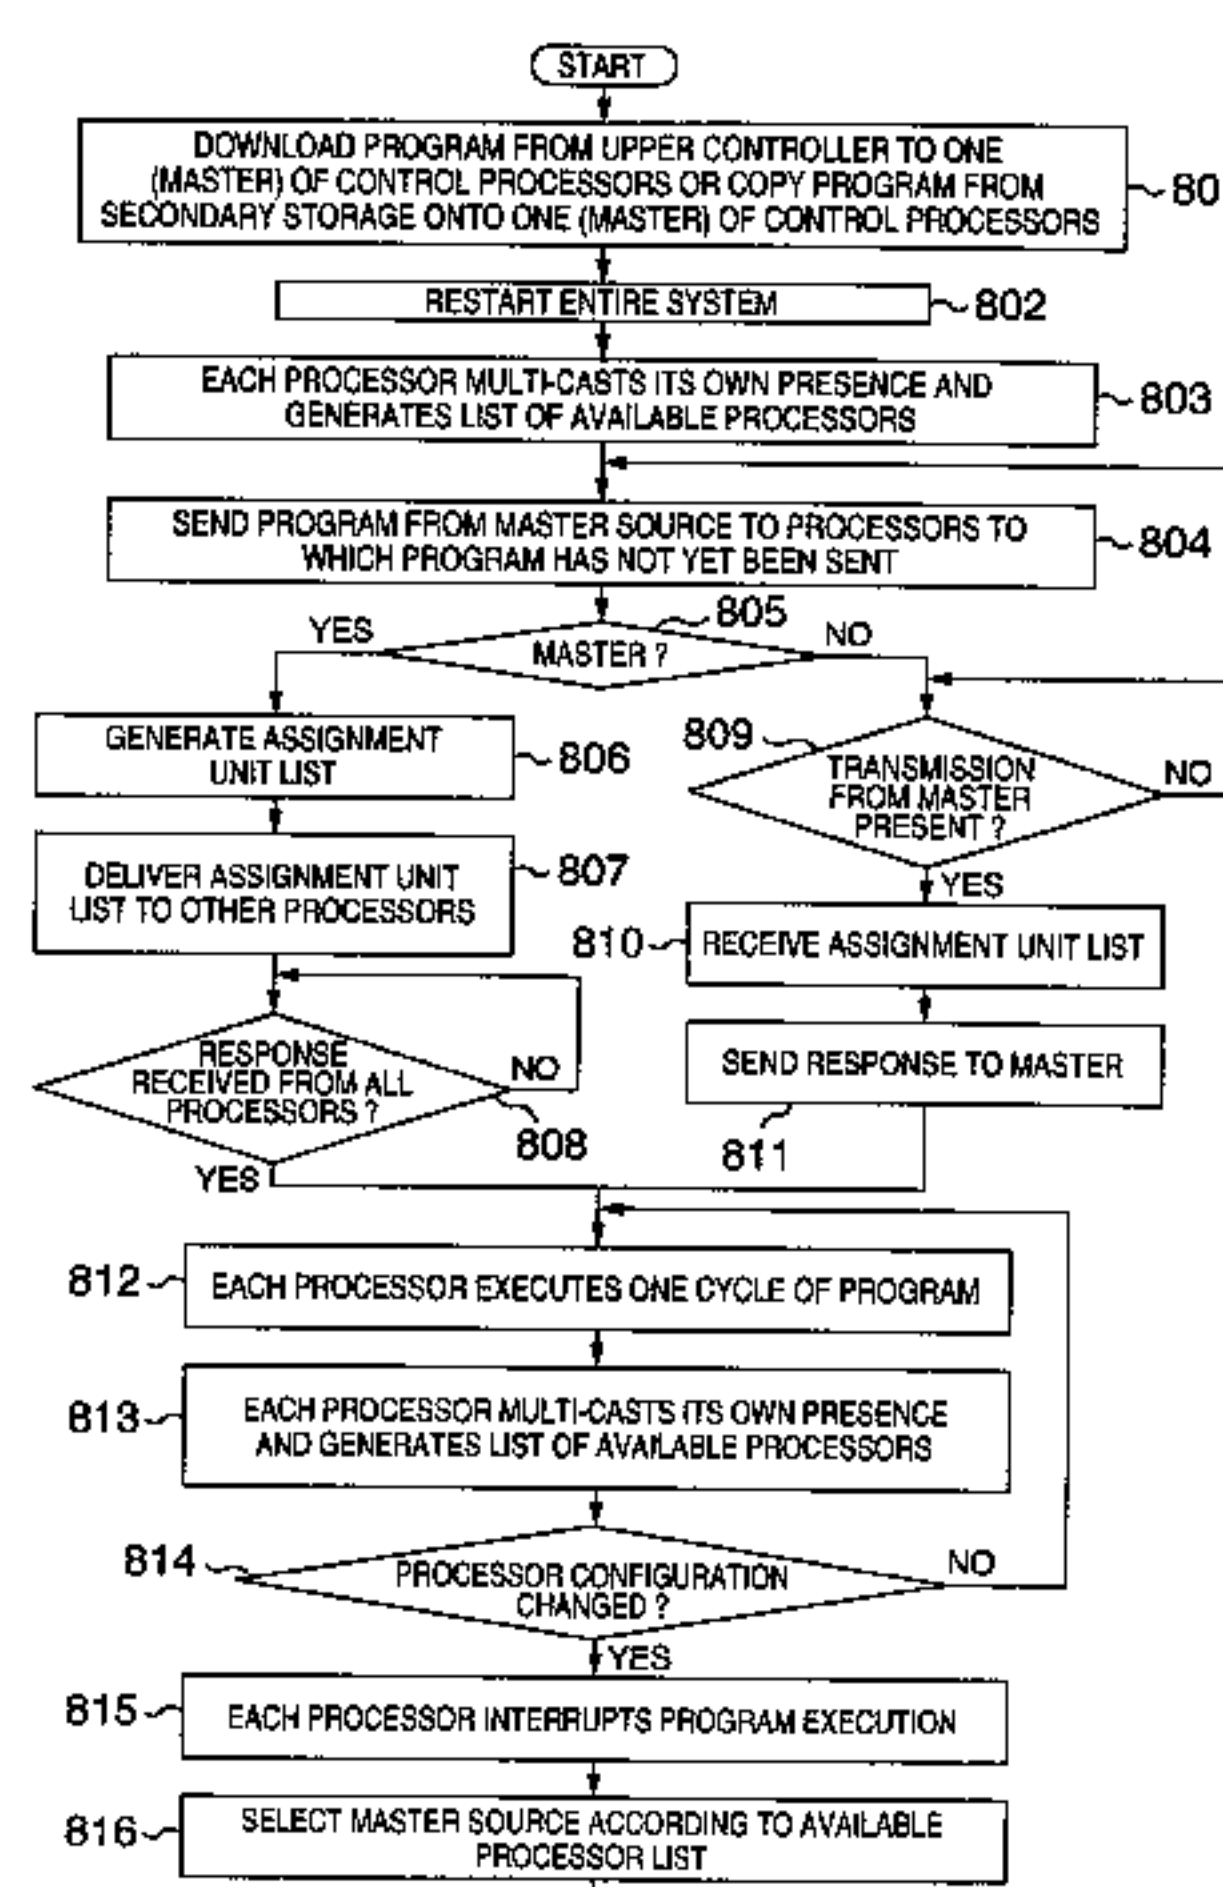 START
DOWNLOAD PROGRAM FROM UPPER CONTROLLER TO ONE
(MASTER) OF CONTROL PROCESSORS OR COPY PROGRAM FROM
SECONDARY STORAGE ONTO ONE (MASTER) OF CONTROL PROCESSORS
80
RESTART ENTIRE SYSTEM
802
EACH PROCESSOR MULTI-CASTS ITS OWN PRESENCE AND
GENERATES LIST OF AVAILABLE PROCESSORS
803
SEND PROGRAM FROM MASTER SOURCE TO PROCESSORS TO
WHICH PROGRAM HAS NOT YET BEEN SENT
804
805
YES
MASTER ?
NO
GENERATE ASSIGNMENT
UNIT LIST
806
DELIVER ASSIGNMENT UNIT
LIST TO OTHER PROCESSORS
807
RESPONSE
RECEIVED FROM ALL
PROCESSORS ?
NO
808
YES
809
TRANSMISSION
FROM MASTER
PRESENT ?
NO
YES
810
RECEIVE ASSIGNMENT UNIT LIST
SEND RESPONSE TO MASTER
811
812
EACH PROCESSOR EXECUTES ONE CYCLE OF PROGRAM
813
EACH PROCESSOR MULTI-CASTS ITS OWN PRESENCE
AND GENERATES LIST OF AVAILABLE PROCESSORS
814
PROCESSOR CONFIGURATION
CHANGED ?
NO
YES
815
EACH PROCESSOR INTERRUPTS PROGRAM EXECUTION
816
SELECT MASTER SOURCE ACCORDING TO AVAILABLE
PROCESSOR LIST